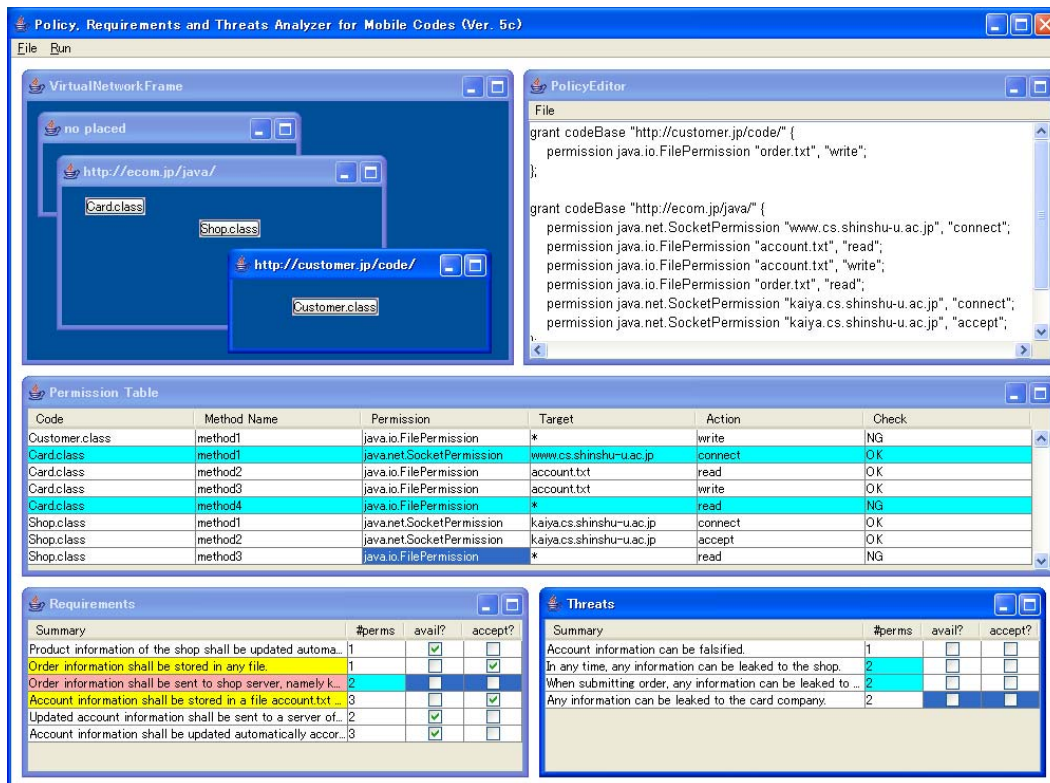 Policy, Requirements and Threats Analyzer for Mobile Codes (Ver. 5c)
File Run
VirtualNetworkFrame
no placed
http://ecom.jp/java/
Card.class
Shop.class
http://customer.jp/code/
Customer.class
PolicyEditor
File
grant codeBase "http://customer.jp/code/" {
permission java.io.FilePermission "order.txt", "write";
};
grant codeBase "http://ecom.jp/java/" {
permission java.net.SocketPermission "www.cs.shinshu-u.ac.jp", "connect";
permission java.io.FilePermission "account.txt", "read";
permission java.io.FilePermission "account.txt", "write";
permission java.io.FilePermission "order.txt", "read";
permission java.net.SocketPermission "kaiya.cs.shinshu-u.ac.jp", "connect";
permission java.net.SocketPermission "kaiya.cs.shinshu-u.ac.jp", "accept";
Permission Table
Code Method Name Permission Target Action Check
Customer.class method1 java.io.FilePermission * write NG
Card.class method1 java.net.SocketPermission www.cs.shinshu-u.ac.jp connect OK
Card.class method2 java.io.FilePermission account.txt read OK
Card.class method3 java.io.FilePermission account.txt write OK
Card.class method4 java.io.FilePermission * read NG
Shop.class method1 java.net.SocketPermission kaiya.cs.shinshu-u.ac.jp connect OK
Shop.class method2 java.net.SocketPermission kaiya.cs.shinshu-u.ac.jp accept OK
Shop.class method3 java.io.FilePermission * read NG
Requirements
Summary #perms avail? accept?
Product information of the shop shall be updated automa... 1
Order information shall be stored in any file. 1
Order information shall be sent to shop server, namely k... 2
Account information shall be stored in a file account.txt ... 3
Updated account information shall be sent to a server of... 2
Account information shall be updated automatically accor... 3
Threats
Summary #perms avail? accept?
Account information can be falsified. 1
In any time, any information can be leaked to the shop. 2
When submitting order, any information can be leaked to ... 2
Any information can be leaked to the card company. 2